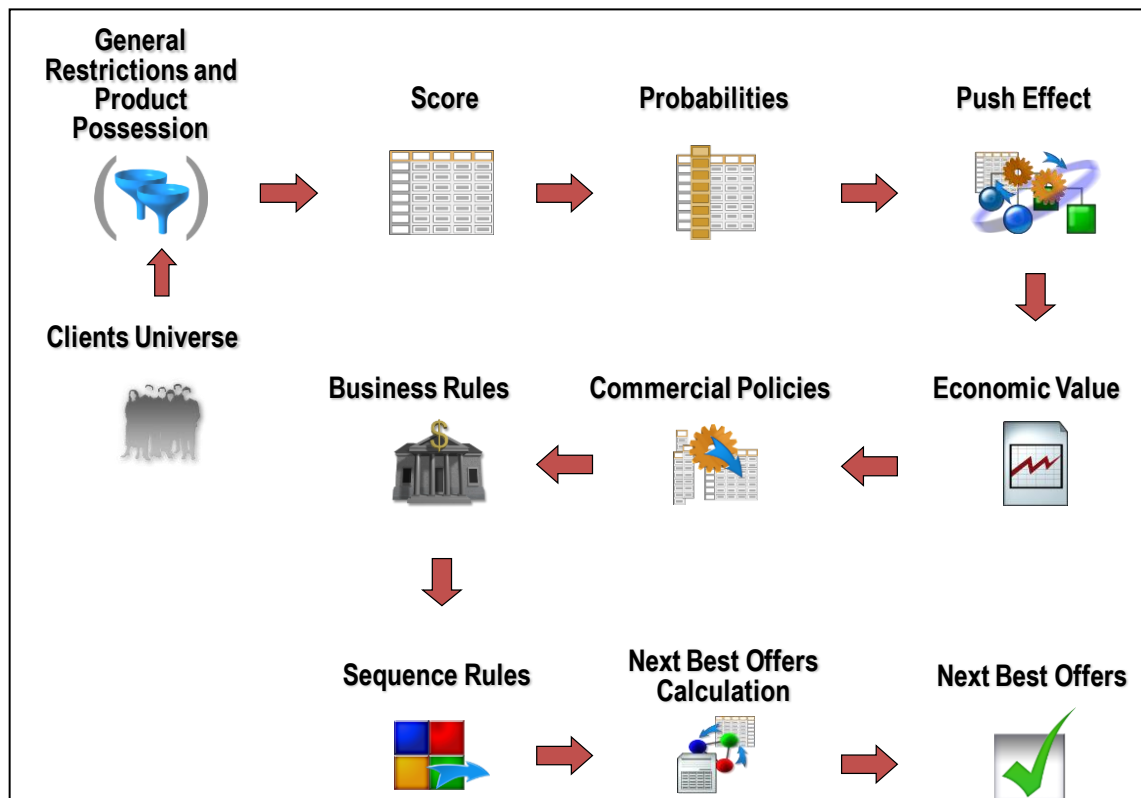 General
Restrictions and
Product
Possession
Score
Probabilities
Push Effect
Clients Universe
Business Rules
Commercial Policies
Economic Value
$
Sequence Rules
Next Best Offers
Calculation
Next Best Offers